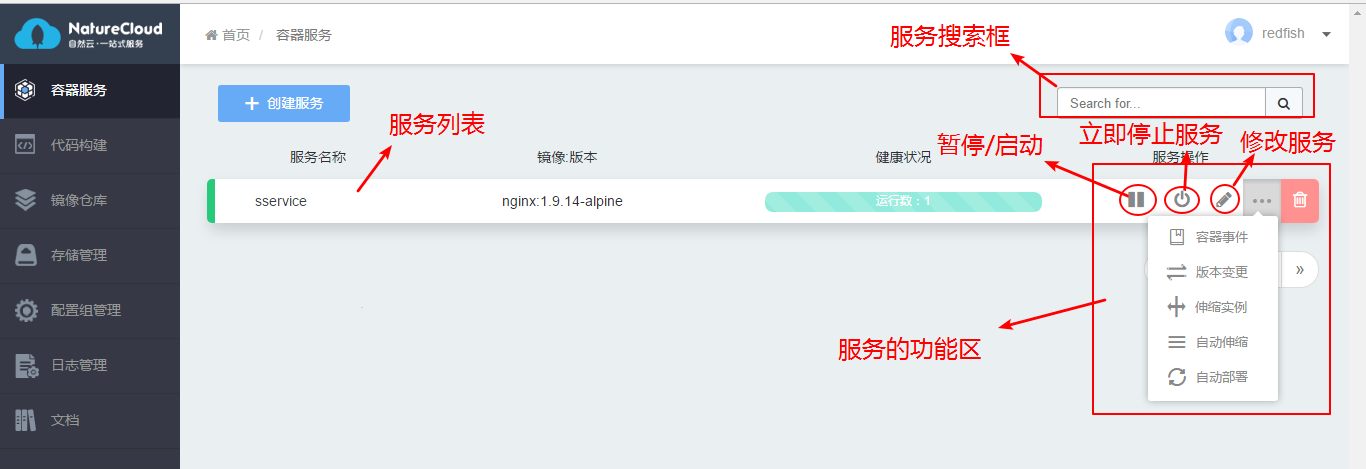 NatureCloud
自然云·一站式服务
首页 / 容器服务
服务搜索框
redfish
容器服务
代码构建
镜像仓库
存储管理
配置组管理
日志管理
文档
+ 创建服务
Search for...
服务列表
暂停/启动
立即停止服务
修改服务
服务名称
镜像:版本
健康状况
服务操作
sservice
nginx:1.9.14-alpine
运行数：1
容器事件
版本变更
伸缩实例
自动伸缩
自动部署
»
服务的功能区